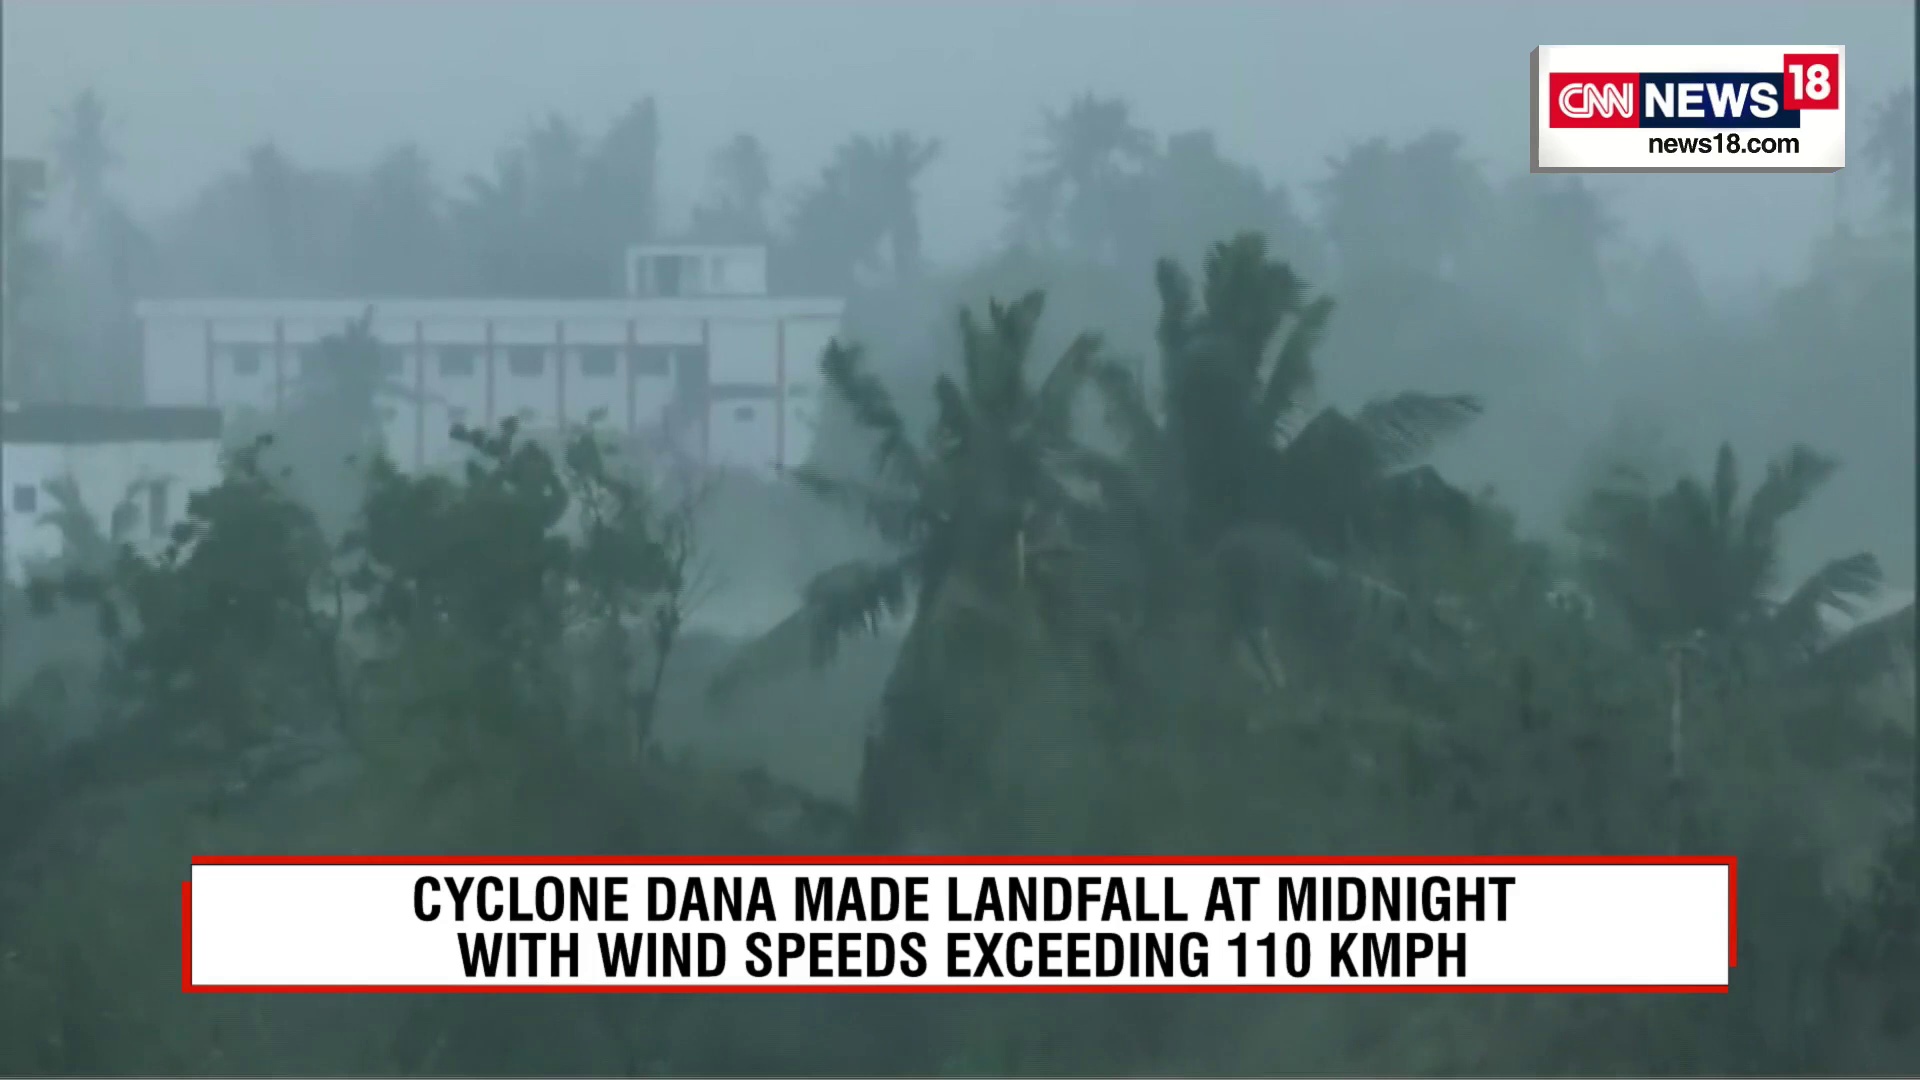 CNN NEWS 18
news18.com
CYCLONE DANA MADE LANDFALL AT MIDNIGHT
WITH WIND SPEEDS EXCEEDING 110 KMPH